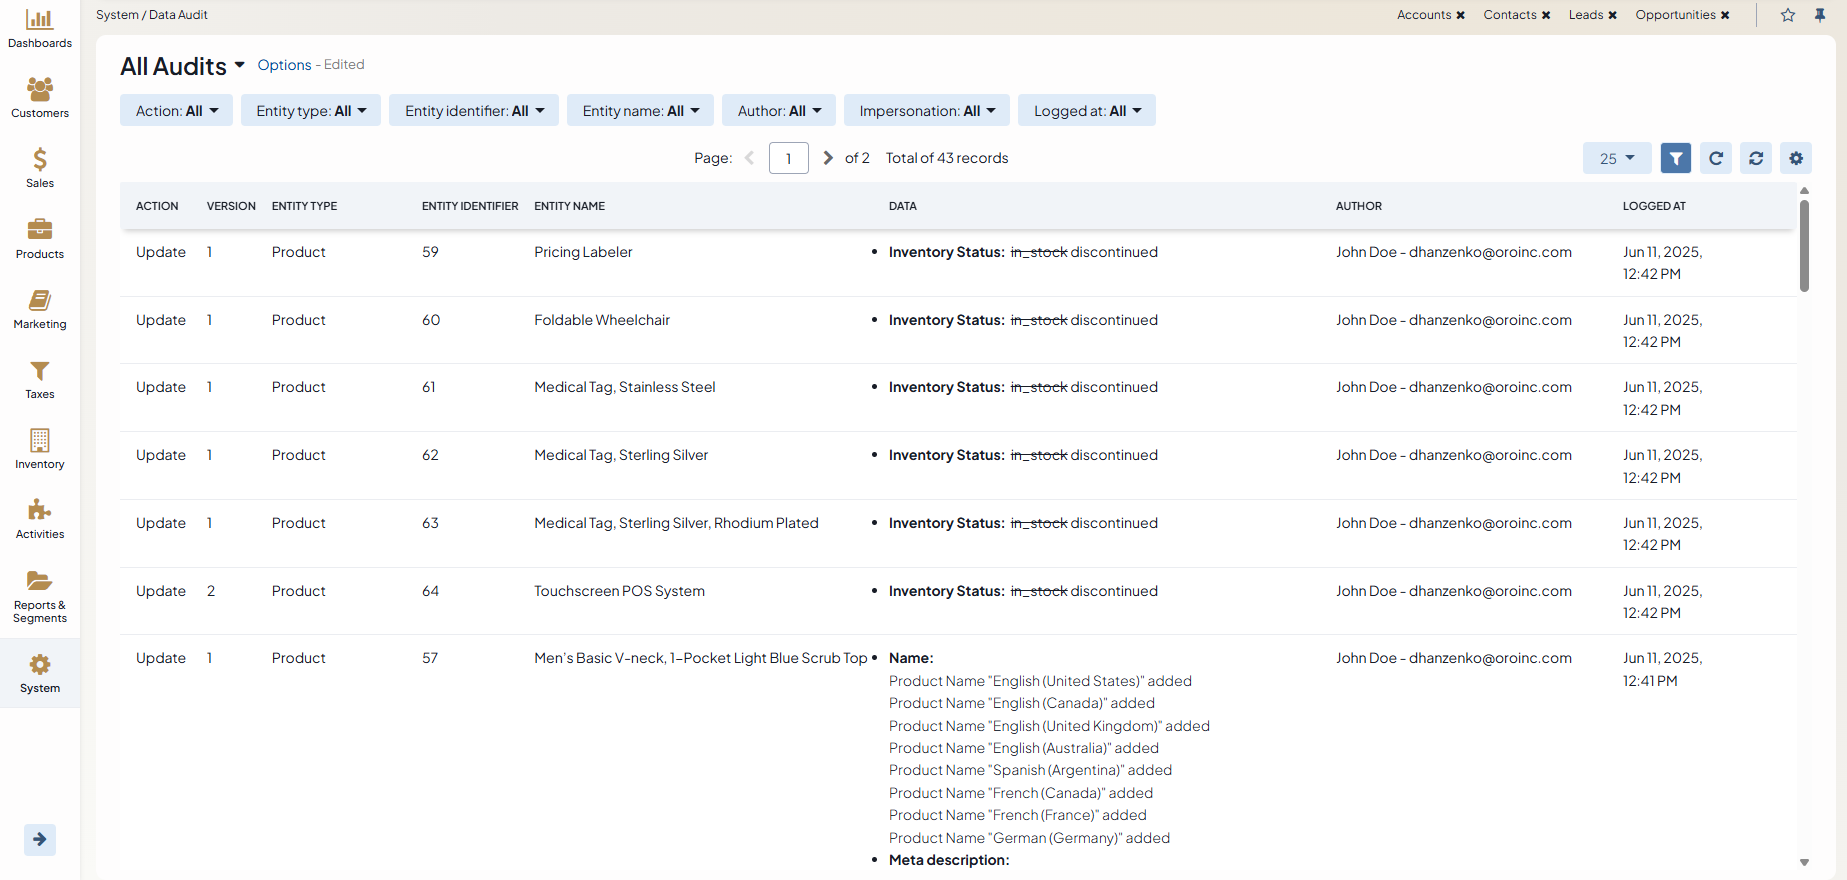 System / Data Audit
Accounts ✖ Contacts ✖ Leads ✖ Opportunities ✖
Dashboards
Customers
Sales
Products
Marketing
Taxes
Inventory
Activities
Reports &
Segments
System
All Audits Options - Edited
Action: All Entity type: All Entity identifier: All Entity name: All Author: All Impersonation: All Logged at: All
Page: 1 of 2 Total of 43 records 25
ACTION VERSION ENTITY TYPE ENTITY IDENTIFIER ENTITY NAME DATA AUTHOR LOGGED AT
Update 1 Product 59 Pricing Labeler • Inventory Status: in_stock discontinued John Doe - dhanzenko@oroinc.com Jun 11, 2025,
12:42 PM
Update 1 Product 60 Foldable Wheelchair • Inventory Status: in_stock discontinued John Doe - dhanzenko@oroinc.com Jun 11, 2025,
12:42 PM
Update 1 Product 61 Medical Tag, Stainless Steel • Inventory Status: in_stock discontinued John Doe - dhanzenko@oroinc.com Jun 11, 2025,
12:42 PM
Update 1 Product 62 Medical Tag, Sterling Silver • Inventory Status: in_stock discontinued John Doe - dhanzenko@oroinc.com Jun 11, 2025,
12:42 PM
Update 1 Product 63 Medical Tag, Sterling Silver, Rhodium Plated • Inventory Status: in_stock discontinued John Doe - dhanzenko@oroinc.com Jun 11, 2025,
12:42 PM
Update 2 Product 64 Touchscreen POS System • Inventory Status: in_stock discontinued John Doe - dhanzenko@oroinc.com Jun 11, 2025,
12:42 PM
Update 1 Product 57 Men's Basic V-neck, 1-Pocket Light Blue Scrub Top • Name: John Doe - dhanzenko@oroinc.com Jun 11, 2025,
Product Name "English (United States)" added 12:41 PM
Product Name "English (Canada)" added
Product Name "English (United Kingdom)" added
Product Name "English (Australia)" added
Product Name "Spanish (Argentina)" added
Product Name "French (Canada)" added
Product Name "French (France)" added
Product Name "German (Germany)" added
• Meta description: